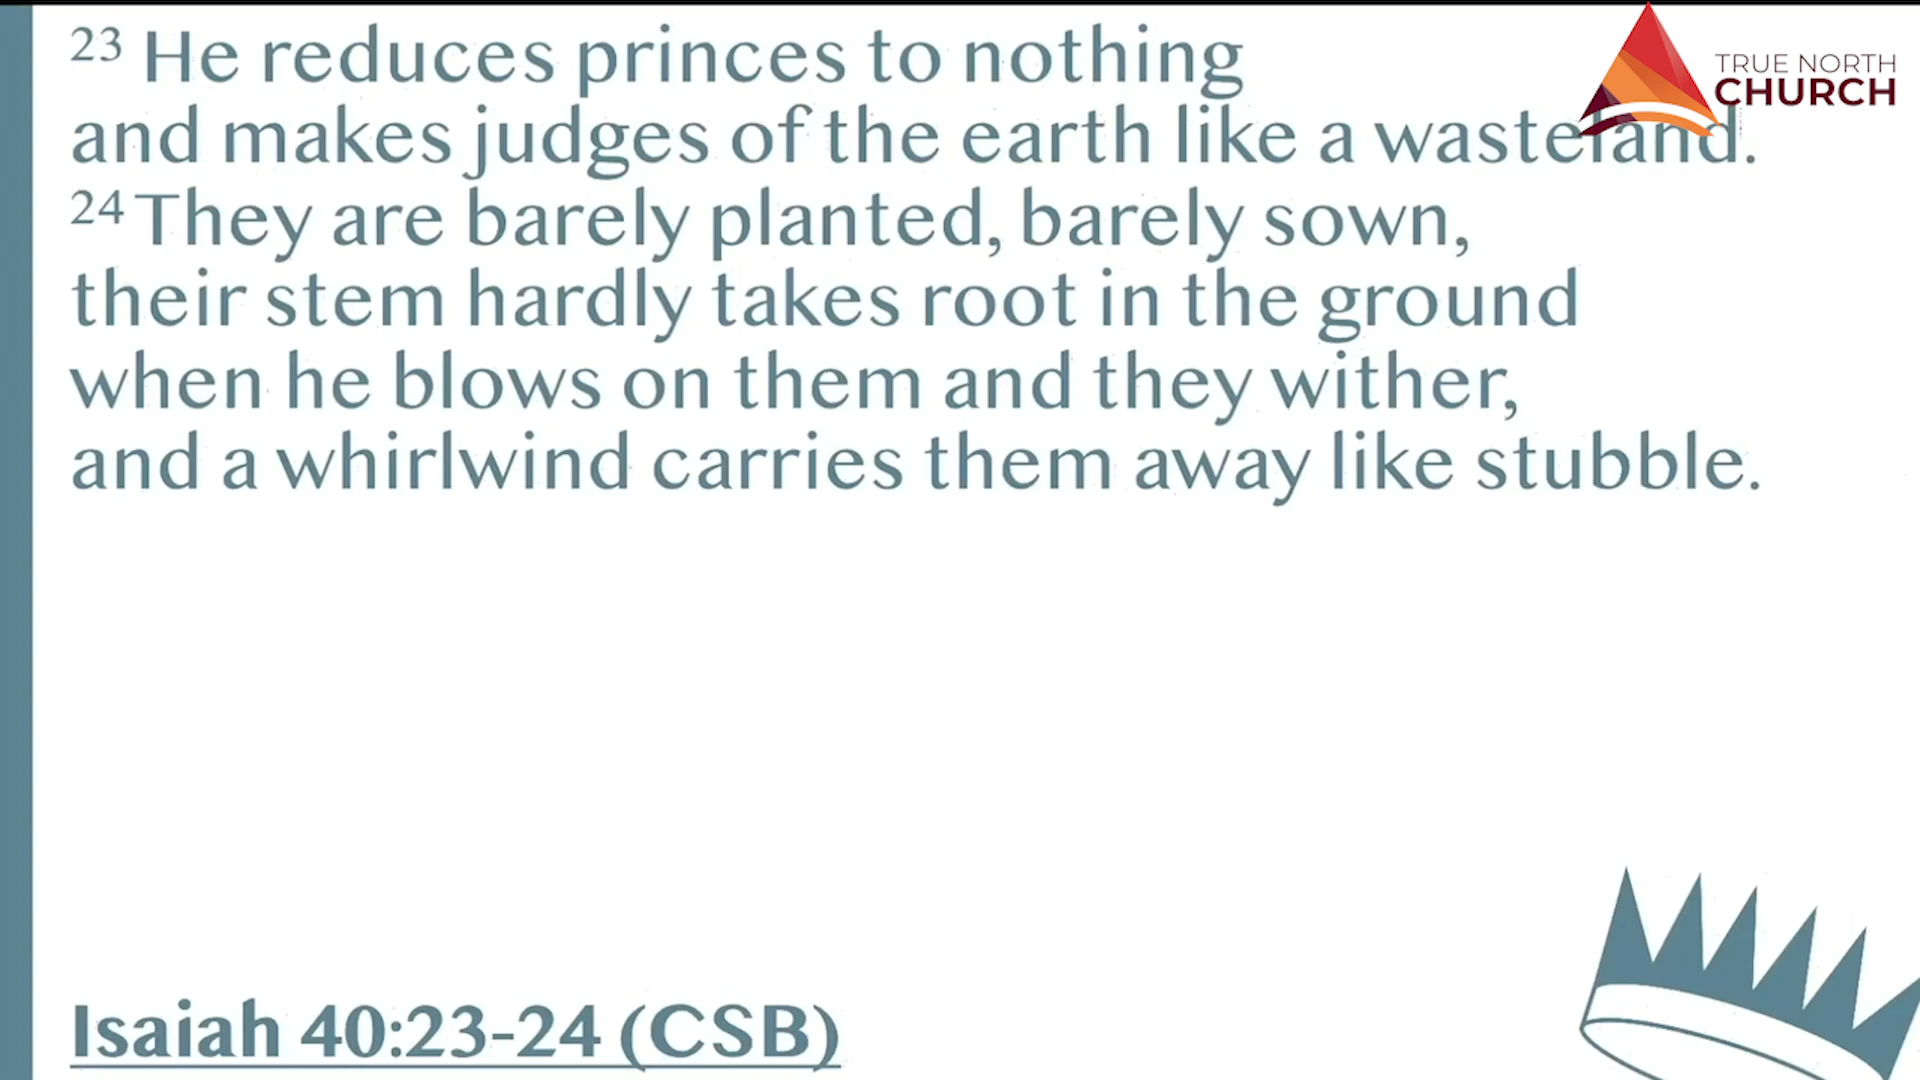 23 He reduces princes to nothing
and makes judges of the earth like a wasteland.
24 They are barely planted, barely sown,
their stem hardly takes root in the ground
when he blows on them and they wither,
and a whirlwind carries them away like stubble.
Isaiah 40:23-24 (CSB)
TRUE NORTH
CHURCH